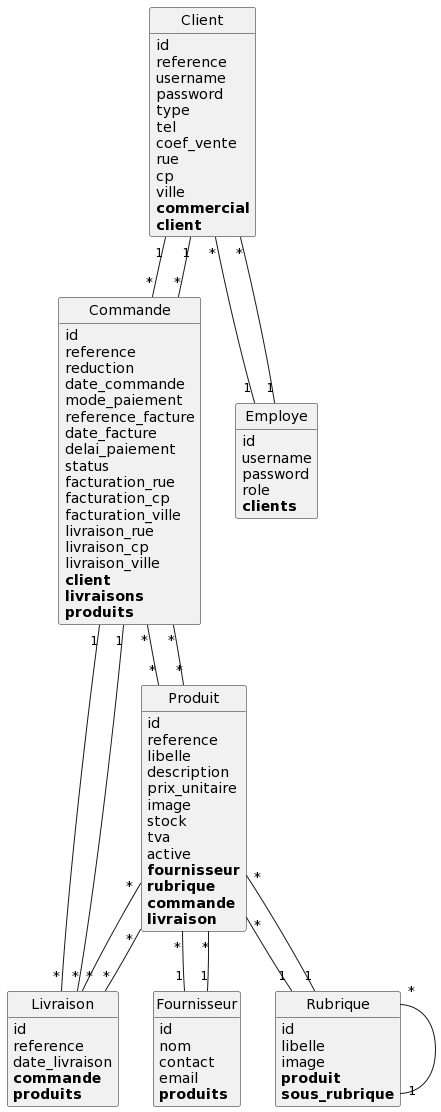 Client
id
reference
username
password
type
tel
coef_vente
rue
cp
ville
commercial
client
1 1 * *
* *
Commande
id
reference
reduction
date_commande
mode_paiement
reference_facture
date_facture
delai_paiement
status
facturation_rue
facturation_cp
facturation_ville
livraison_rue
livraison_cp
livraison_ville
client
livraisons
produits
1 1
Employe
id
username
password
role
clients
1 1 * *
* *
Produit
id
reference
libelle
description
prix_unitaire
image
stock
tva
active
fournisseur
rubrique
commande
livraison
* *
* *
* *
* * * * 1 1 1 1
Livraison
id
reference
date_livraison
commande
produits
Fournisseur
id
nom
contact
email
produits
Rubrique
id
libelle
image
produit
sous_rubrique
*
1